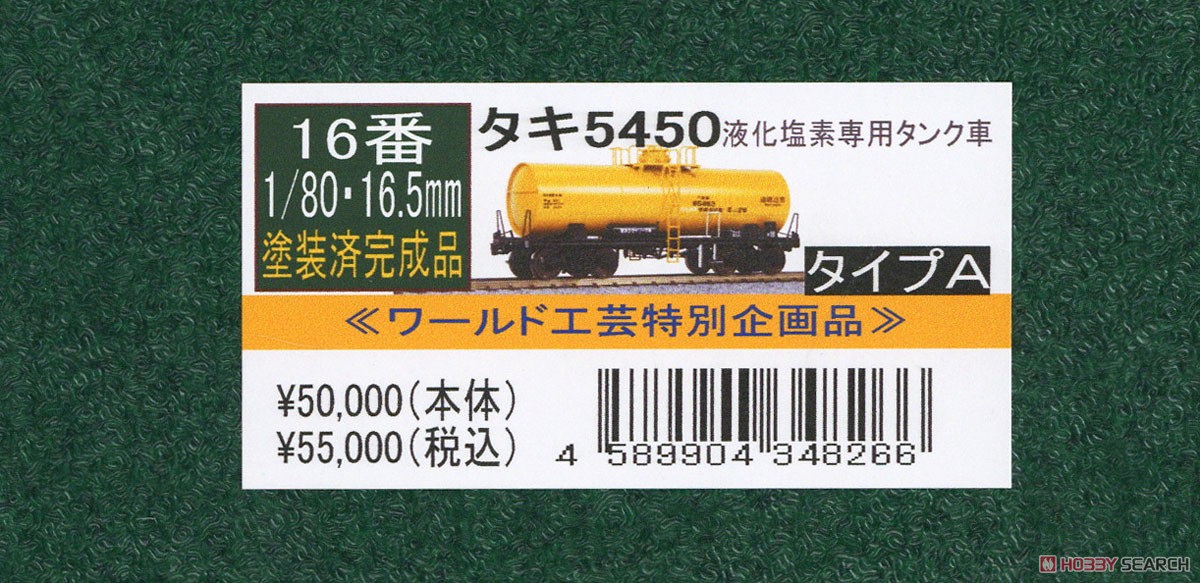 16番
1/80・16.5mm
塗装済完成品
タキ5450液化塩素専用タンク車
タイプA
≪ワールド工芸特別企画品≫
¥50,000(本体)
¥55,000(税込)
4 589904 348266
HOBBY SEARCH